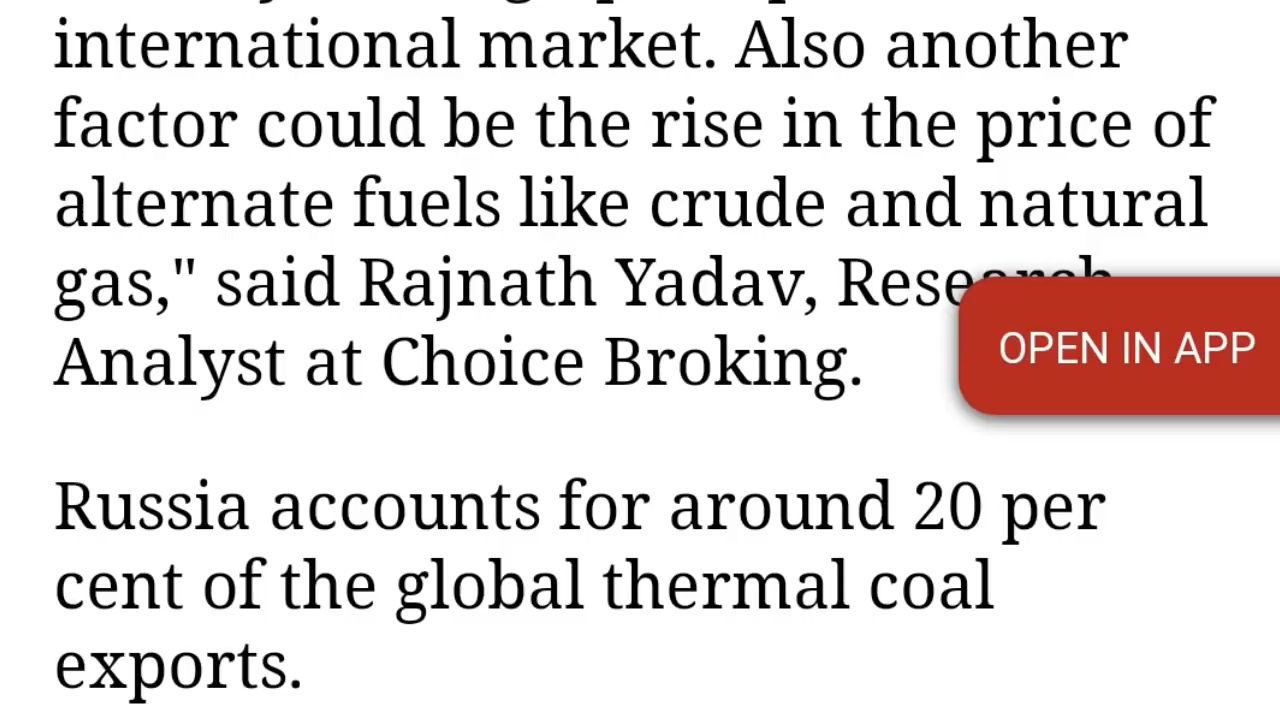 international market. Also another
factor could be the rise in the price of
alternate fuels like crude and natural
gas," said Rajnath Yadav, Research
Analyst at Choice Broking.
OPEN IN APP
Russia accounts for around 20 per
cent of the global thermal coal
exports.